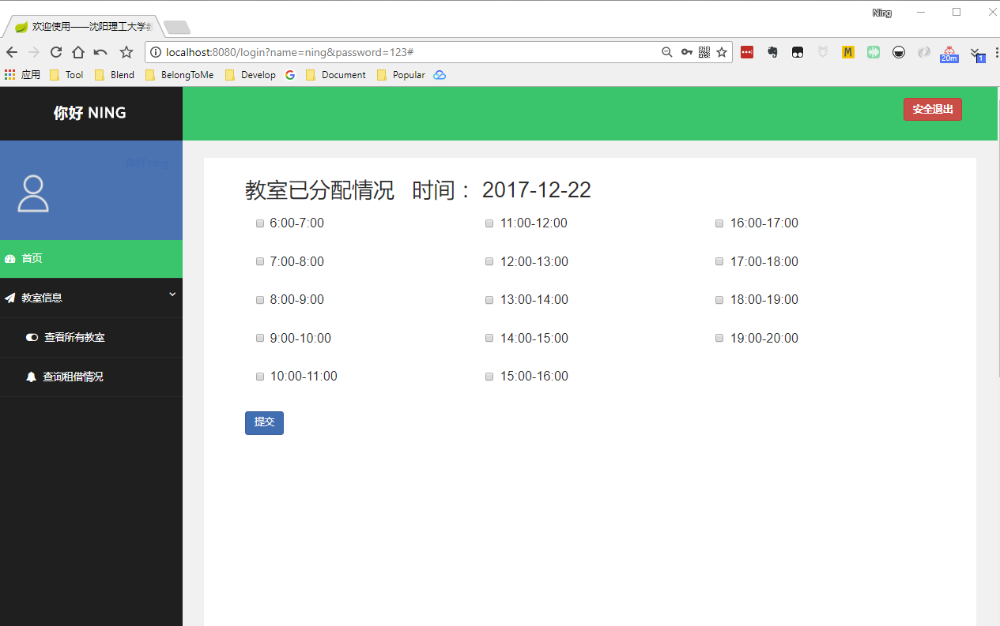 Ning
欢迎使用——沈阳理工大学教
localhost:8080/login?name=ning&password=123#
M
20m
1
应用 Tool Blend BelongToMe Develop G Document Popular
你好 NING
安全退出
你好 ning
首页
教室信息
查看所有教室
查询租借情况
教室已分配情况 时间： 2017-12-22
6:00-7:00 11:00-12:00 16:00-17:00
7:00-8:00 12:00-13:00 17:00-18:00
8:00-9:00 13:00-14:00 18:00-19:00
9:00-10:00 14:00-15:00 19:00-20:00
10:00-11:00 15:00-16:00
提交